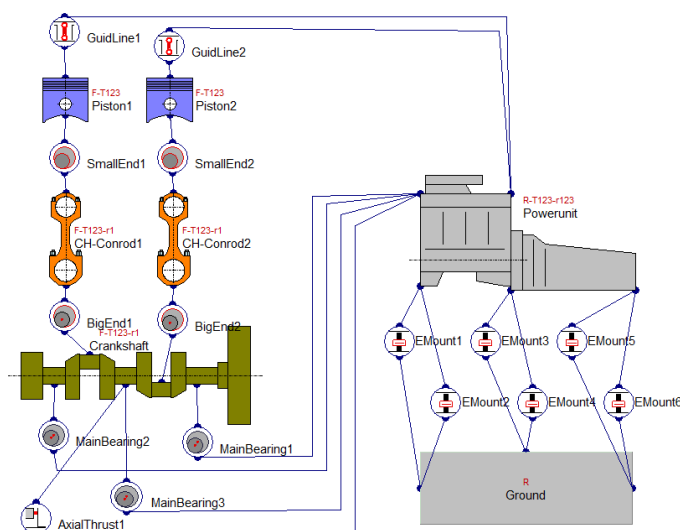 GuidLine1
GuidLine2
F-T123
Piston1
F-T123
Piston2
SmallEnd1
SmallEnd2
R-T123-r123
Powerunit
F-T123-r1
CH-Conrod1
F-T123-r1
CH-Conrod2
BigEnd1
BigEnd2
F-T123-r1
Crankshaft
EMount1
EMount3
EMount5
EMount2
EMount4
EMount6
MainBearing2
MainBearing1
R
Ground
MainBearing3
AxialThrust1